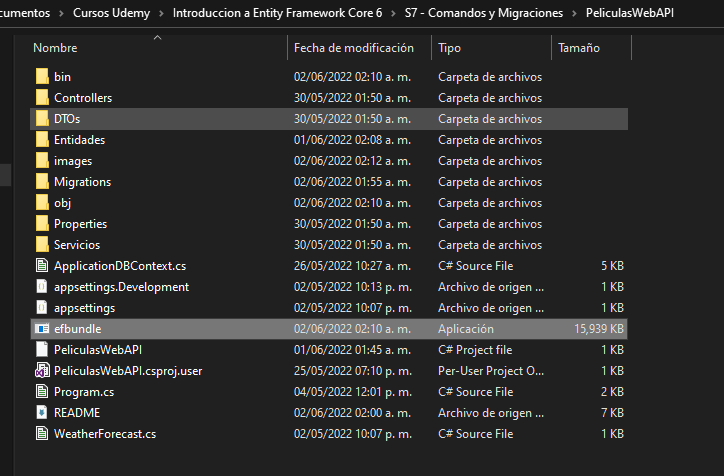 cumentos > Cursos Udemy > Introduccion a Entity Framework Core 6 > S7 - Comandos y Migraciones > PeliculasWebAPI
Nombre Fecha de modificación Tipo Tamaño
bin 02/06/2022 02:10 a. m. Carpeta de archivos
Controllers 30/05/2022 01:50 a. m. Carpeta de archivos
DTOs 30/05/2022 01:50 a. m. Carpeta de archivos
Entidades 01/06/2022 02:08 a. m. Carpeta de archivos
images 02/06/2022 02:12 a. m. Carpeta de archivos
Migrations 02/06/2022 01:55 a. m. Carpeta de archivos
obj 02/06/2022 02:10 a. m. Carpeta de archivos
Properties 30/05/2022 01:50 a. m. Carpeta de archivos
Servicios 30/05/2022 01:50 a. m. Carpeta de archivos
ApplicationDBContext.cs 26/05/2022 10:27 a. m. C# Source File 5 KB
appsettings.Development 02/05/2022 10:13 p. m. Archivo de origen ... 1 KB
appsettings 02/05/2022 10:07 p. m. Archivo de origen ... 1 KB
efbundle 02/06/2022 02:10 a. m. Aplicación 15,939 KB
PeliculasWebAPI 01/06/2022 01:45 a. m. C# Project file 1 KB
PeliculasWebAPI.csproj.user 25/05/2022 07:10 p. m. Per-User Project O... 1 KB
Program.cs 04/05/2022 12:01 p. m. C# Source File 2 KB
README 02/06/2022 02:00 a. m. Archivo de origen ... 7 KB
WeatherForecast.cs 02/05/2022 10:07 p. m. C# Source File 1 KB